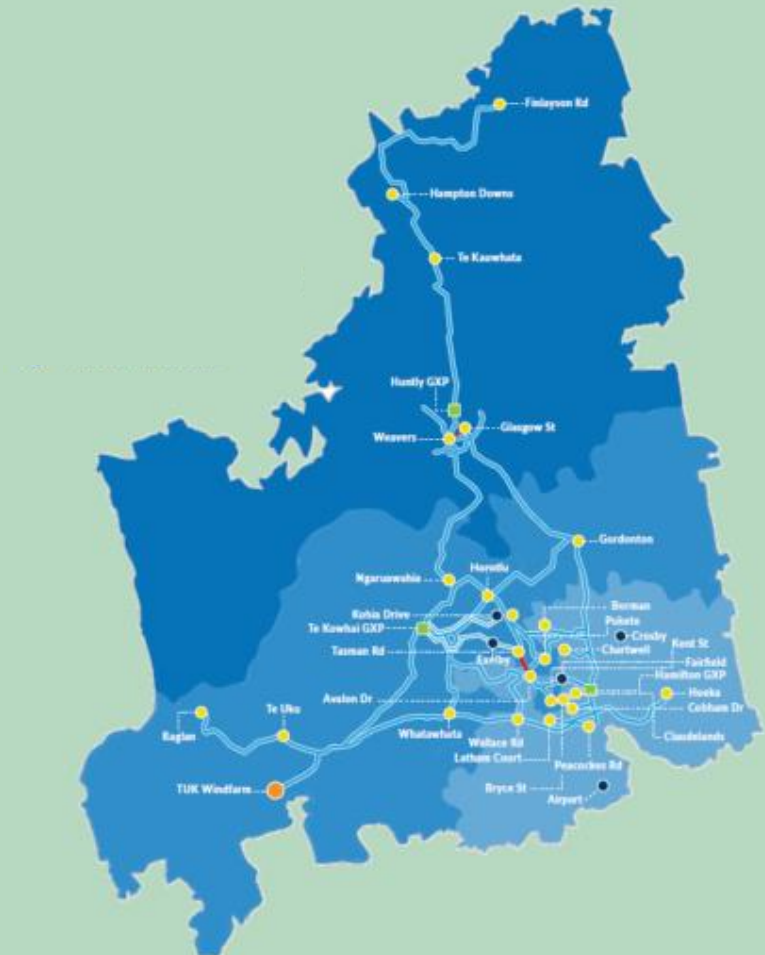 Finlayson Rd
Hampton Downs
Te Kauwhata
Huntly GXP
Glasgow St
Weavers
Gordonton
Ngaruawahia
Horotiu
Borman
Kohia Drive
Pukete
Crosby
Te Kowhai GXP
Kent St
Chartwell
Tasman Rd
Exelby
Fairfield
Hamilton GXP
Avalon Dr
Hoeka
Te Uku
Cobham Dr
Raglan
Whatawhata
Wallace Rd
Claudelands
Latham Court
Peacockes Rd
TUK Windfarm
Bryce St
Airport